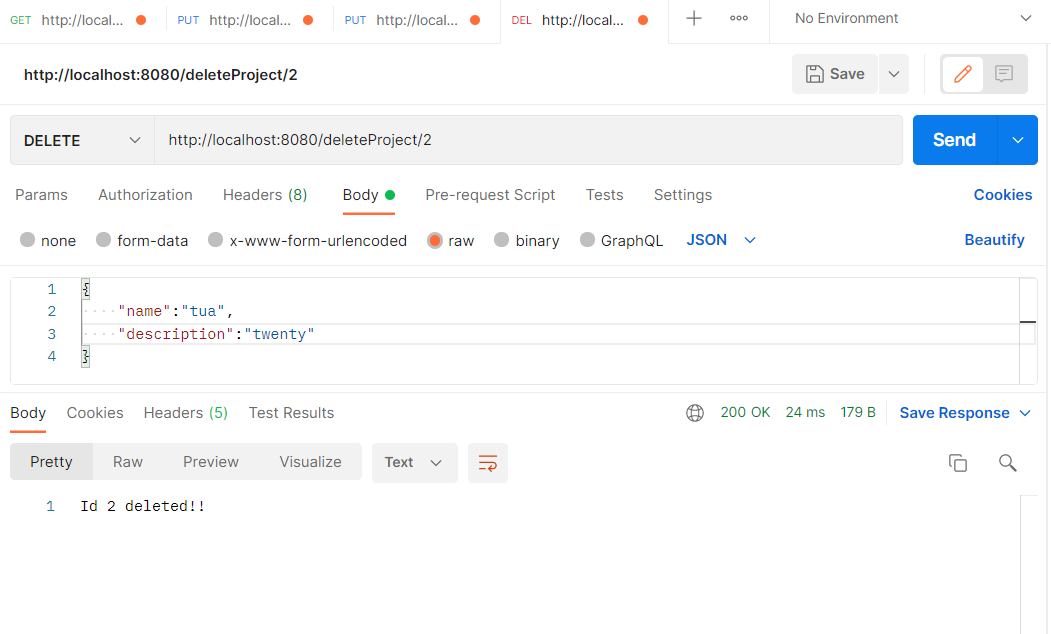 GET http://local... PUT http://local... PUT http://local... DEL http://local... No Environment
http://localhost:8080/deleteProject/2 Save
DELETE http://localhost:8080/deleteProject/2 Send
Params Authorization Headers (8) Body Pre-request Script Tests Settings Cookies
none form-data x-www-form-urlencoded raw binary GraphQL JSON Beautify
1 {
2 "name":"tua",
3 "description":"twenty"
4 }
Body Cookies Headers (5) Test Results 200 OK 24 ms 179 B Save Response
Pretty Raw Preview Visualize Text
1 Id 2 deleted!!